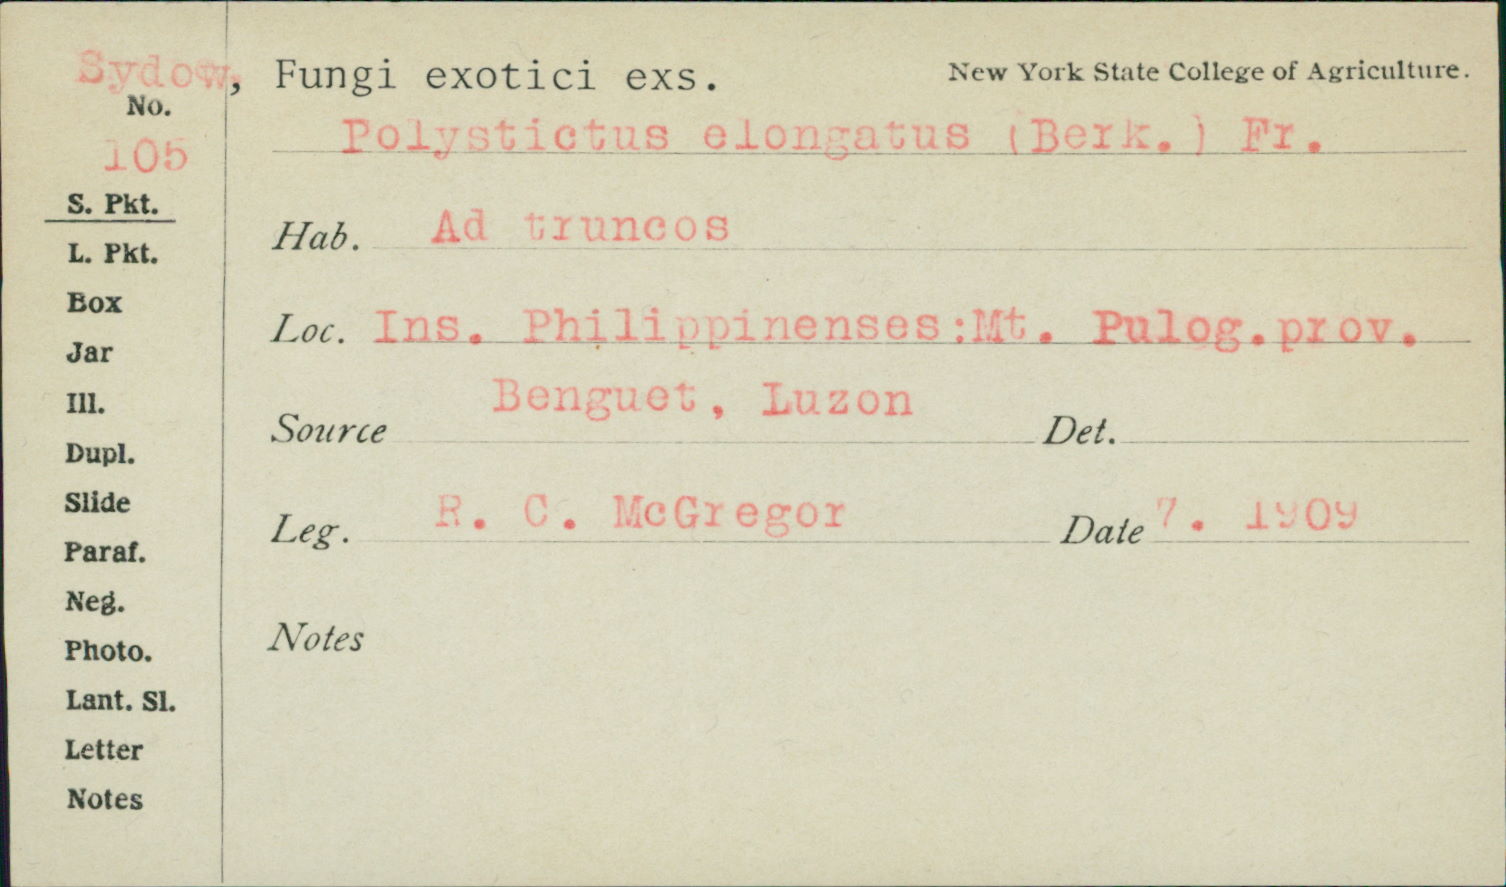 Sydow, Fungi exotici exs.
New York State College of Agriculture.
No.
105
Polystictus elongatus (Berk.) Fr.
S. Pkt.
L. Pkt.
Box
Jar
Ill.
Dupl.
Slide
Paraf.
Neg.
Photo.
Lant. Sl.
Letter
Notes
Hab. Ad truncos
Loc. Ins. Philippinenses:Mt. Pulog.prov.
Benguet, Luzon
Source Det.
Leg. R. C. McGregor Date 7. 1909
Notes